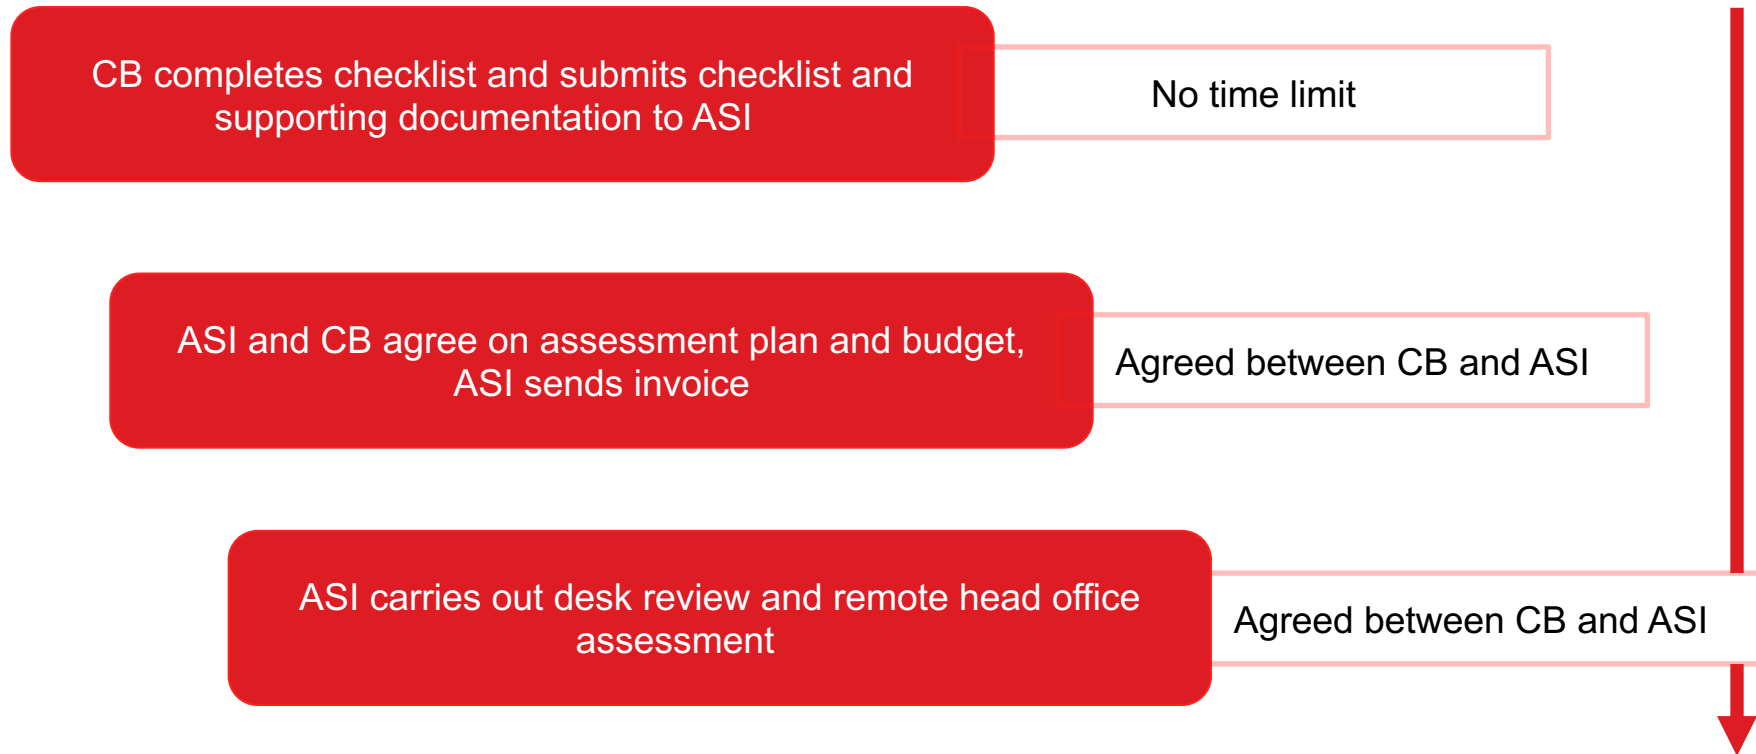 CB completes checklist and submits checklist and
supporting documentation to ASI
No time limit
ASI and CB agree on assessment plan and budget,
ASI sends invoice
Agreed between CB and ASI
ASI carries out desk review and remote head office
assessment
Agreed between CB and ASI